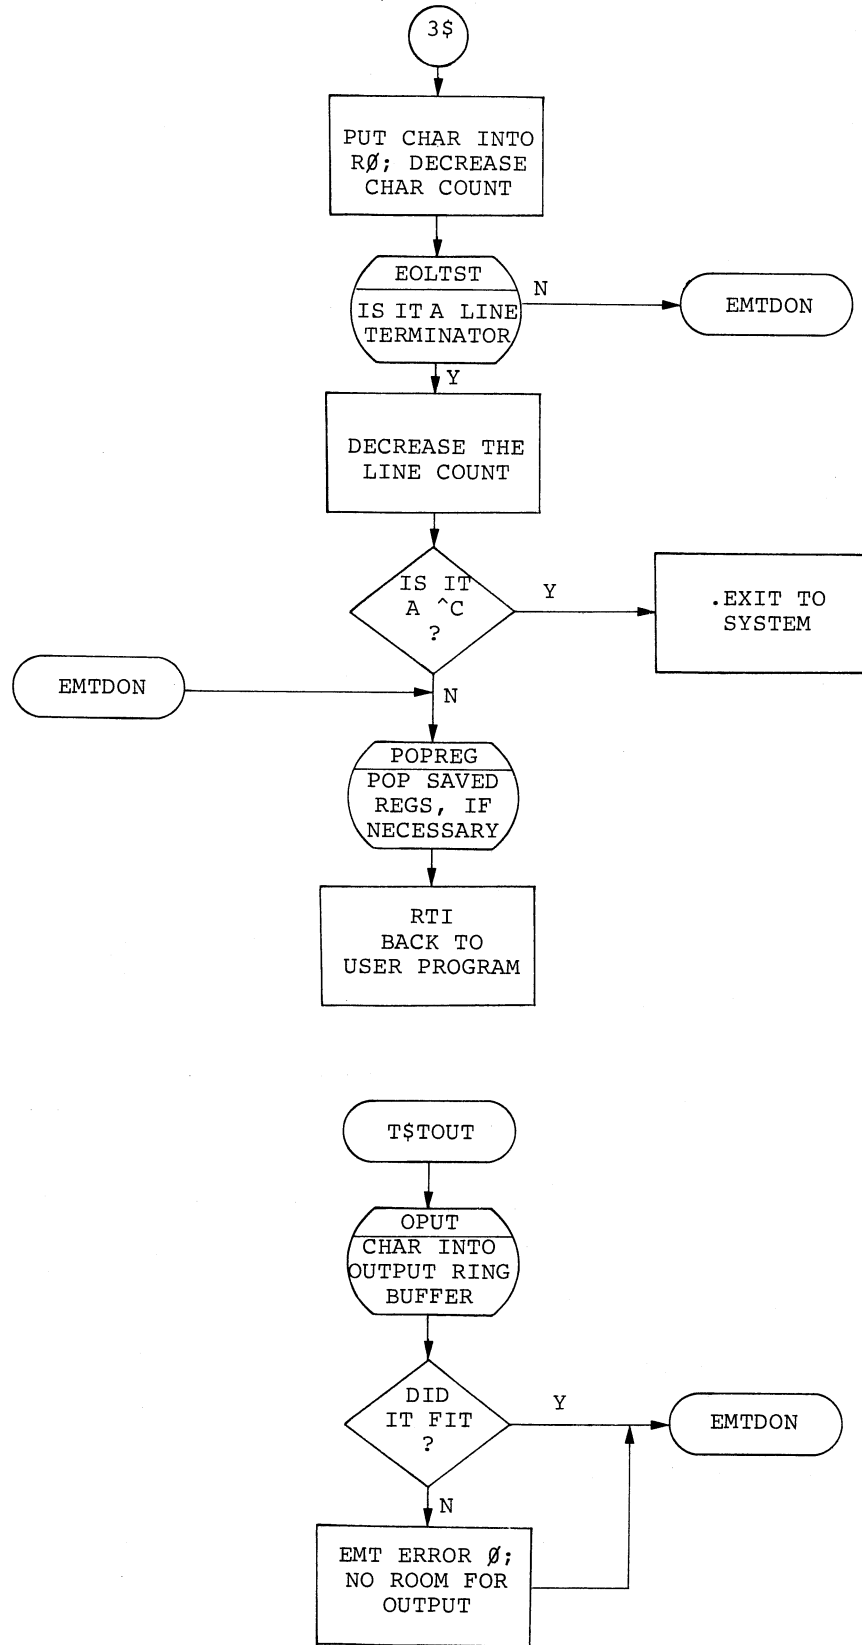 3$
PUT CHAR INTO
RØ; DECREASE
CHAR COUNT
EOLTST
IS IT A LINE
TERMINATOR
N
EMTDON
Y
DECREASE THE
LINE COUNT
IS IT
A ^C
?
Y
.EXIT TO
SYSTEM
EMTDON
N
POPREG
POP SAVED
REGS, IF
NECESSARY
RTI
BACK TO
USER PROGRAM
T$TOUT
OPUT
CHAR INTO
OUTPUT RING
BUFFER
DID
IT FIT
?
Y
EMTDON
N
EMT ERROR Ø;
NO ROOM FOR
OUTPUT